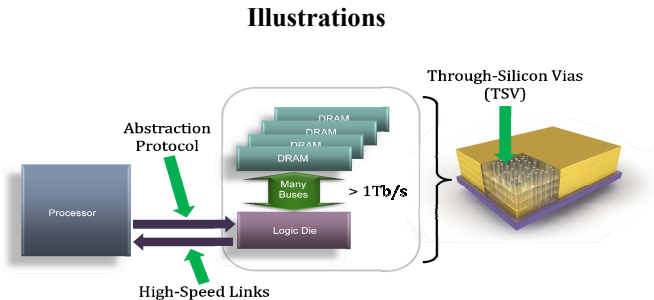 Illustrations
Through-Silicon Vias
(TSV)
Abstraction
Protocol
DRAM
DRAM
DRAM
DRAM
Many
Buses
> 1Tb/s
Processor
Logic Die
High-Speed Links